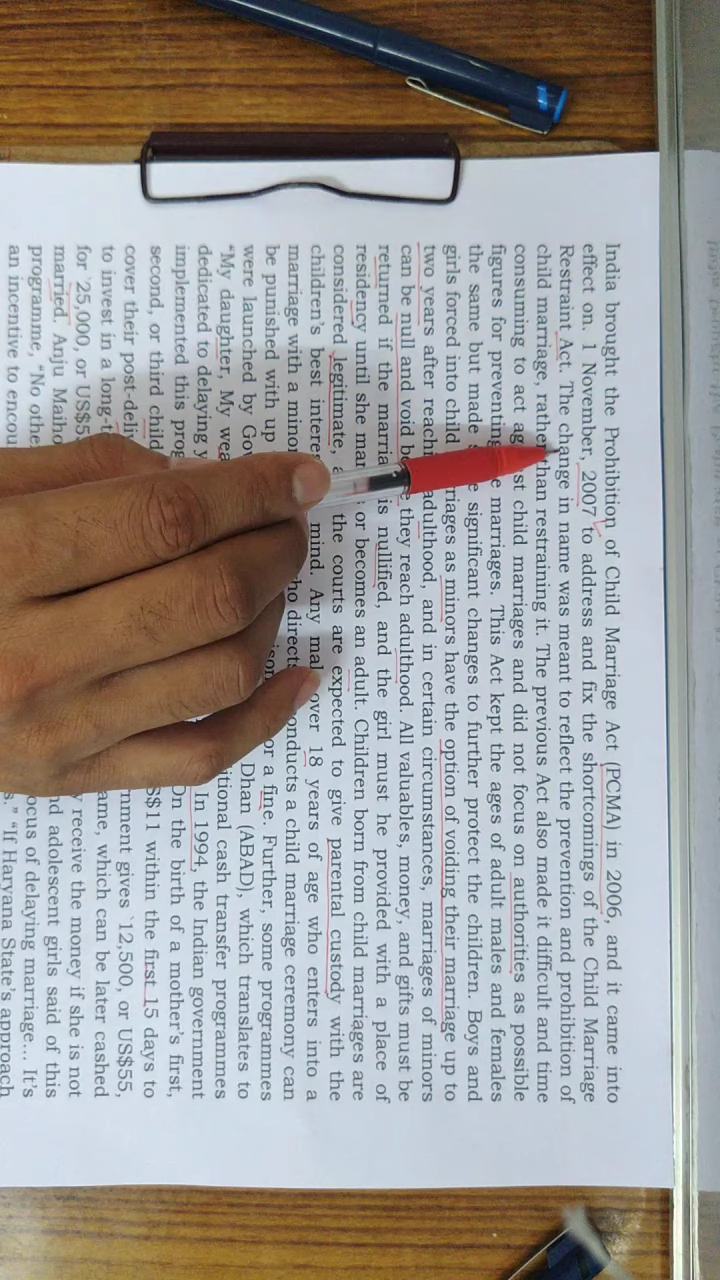 India brought the Prohibition of Child Marriage Act (PCMA) in 2006, and it came into
effect on. 1 November, 2007 to address and fix the shortcomings of the Child Marriage
Restraint Act. The change in name was meant to reflect the prevention and prohibition of
child marriage, rather than restraining it. The previous Act also made it difficult and time
consuming to act against child marriages and did not focus on authorities as possible
figures for preventing the marriages. This Act kept the ages of adult males and females
the same but made some significant changes to further protect the children. Boys and
girls forced into child marriages as minors have the option of voiding their marriage up to
two years after reaching adulthood, and in certain circumstances, marriages of minors
can be null and void before they reach adulthood. All valuables, money, and gifts must be
returned if the marriage is nullified, and the girl must he provided with a place of
residency until she marries or becomes an adult. Children born from child marriages are
considered legitimate, the courts are expected to give parental custody with the
children's best interests mind. Any male over 18 years of age who enters into a
marriage with a minor who directs conducts a child marriage ceremony can
be punished with up or a fine. Further, some programmes
were launched by Dhan (ABAD), which translates to
"My daughter, My cash transfer programmes
dedicated to delaying In 1994, the Indian government
implemented this On the birth of a mother's first,
second, or third child US$11 within the first 15 days to
cover their gives `12,500, or US$55,
to invest in a which can be later cashed
for `25,000, or receive the money if she is not
married. Anju adolescent girls said of this
programme, "No of delaying marriage... It's
an incentive to "If Haryana State's approach